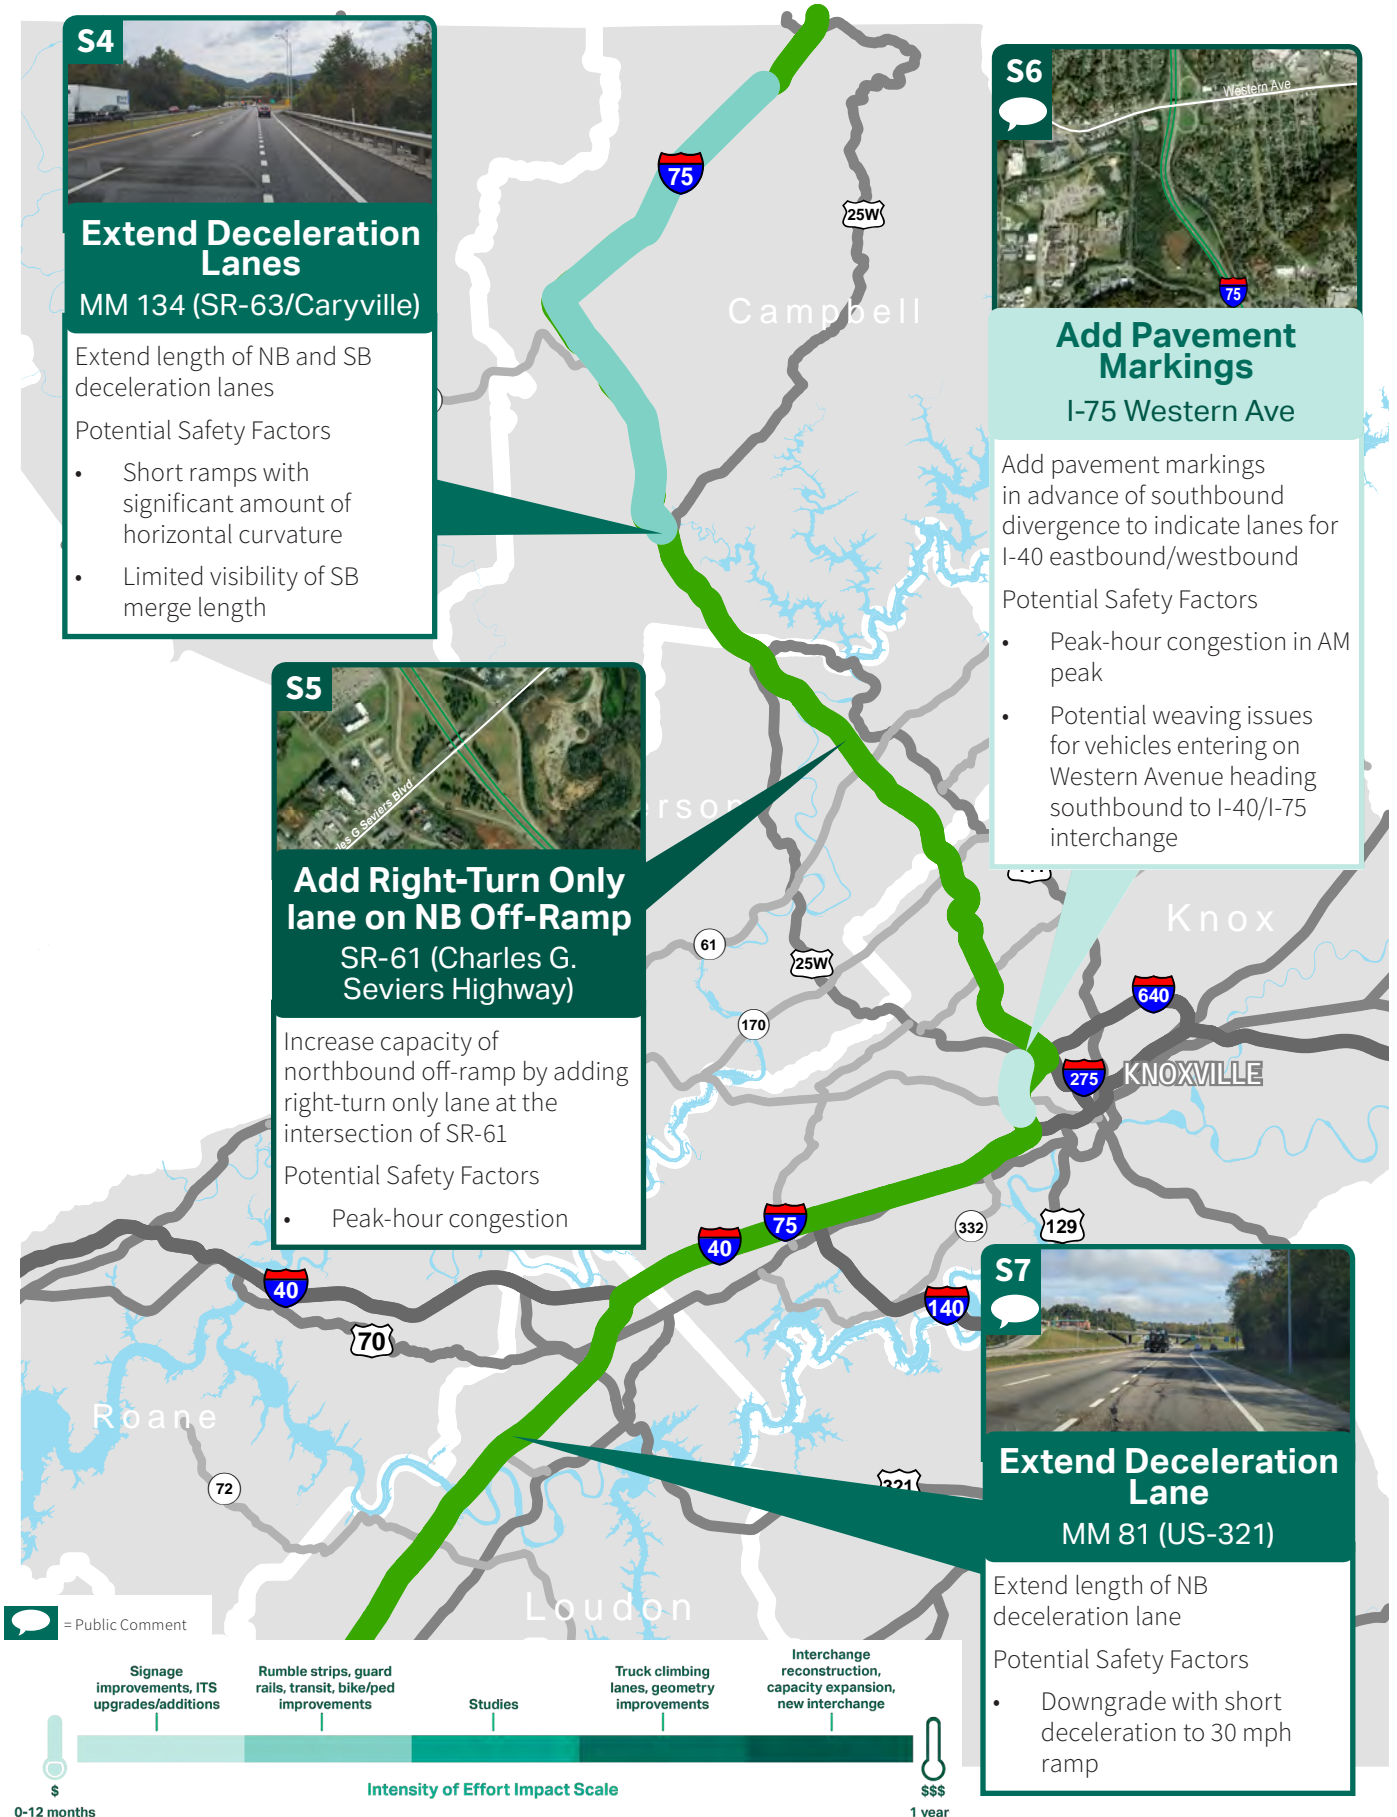 S4
Extend Deceleration
Lanes
MM 134 (SR-63/Caryville)
Extend length of NB and SB
deceleration lanes
Potential Safety Factors
• Short ramps with
significant amount of
horizontal curvature
• Limited visibility of SB
merge length
75
25W
Campbell
S6
Western Ave
75
Add Pavement
Markings
I-75 Western Ave
Add pavement markings
in advance of southbound
divergence to indicate lanes for
I-40 eastbound/westbound
Potential Safety Factors
• Peak-hour congestion in AM
peak
• Potential weaving issues
for vehicles entering on
Western Avenue heading
southbound to I-40/I-75
interchange
S5
les G Seviers Blvd
Add Right-Turn Only
lane on NB Off-Ramp
SR-61 (Charles G.
Seviers Highway)
Increase capacity of
northbound off-ramp by adding
right-turn only lane at the
intersection of SR-61
Potential Safety Factors
• Peak-hour congestion
erson
Knox
61
25W
640
170
275
KNOXVILLE
332
129
75
40
40
70
140
Roane
72
321
Loudon
S7
Extend Deceleration
Lane
MM 81 (US-321)
Extend length of NB
deceleration lane
Potential Safety Factors
• Downgrade with short
deceleration to 30 mph
ramp
= Public Comment
Signage
improvements, ITS
upgrades/additions
Rumble strips, guard
rails, transit, bike/ped
improvements
Studies
Truck climbing
lanes, geometry
improvements
Interchange
reconstruction,
capacity expansion,
new interchange
$
0-12 months
Intensity of Effort Impact Scale
$$$
1 year